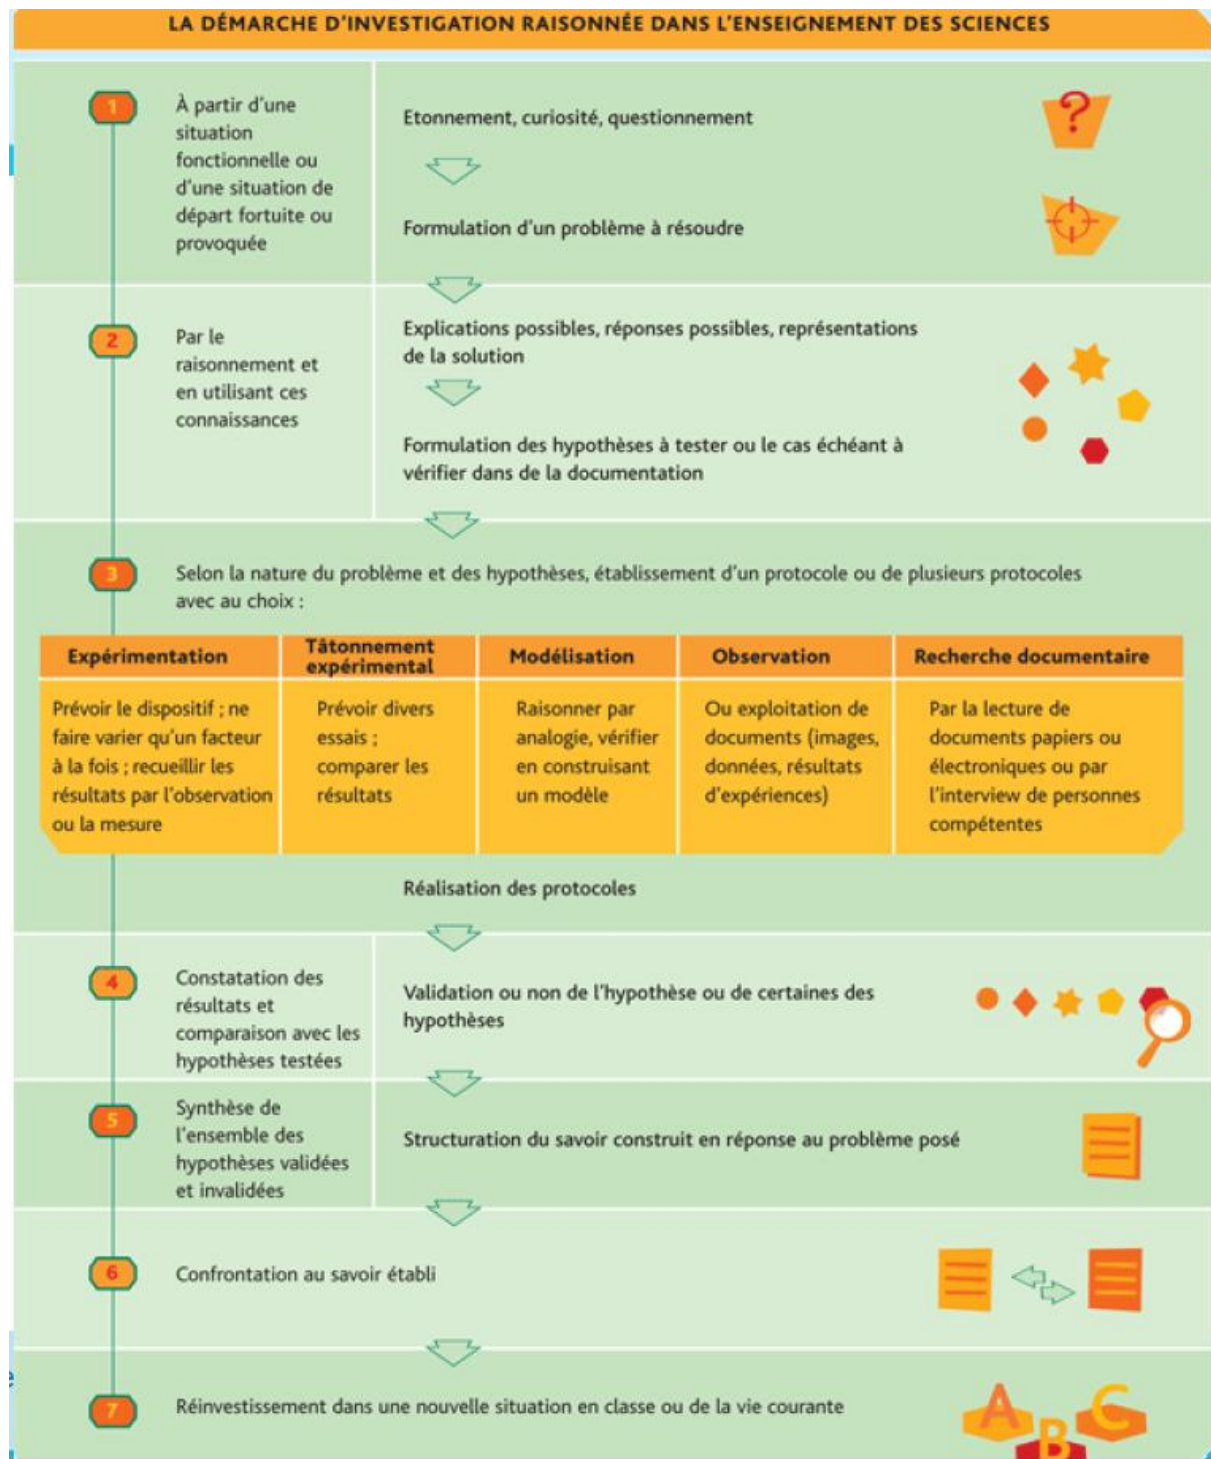 LA DÉMARCHE D'INVESTIGATION RAISONNÉE DANS L'ENSEIGNEMENT DES SCIENCES
1
À partir d'une
situation
fonctionnelle ou
d'une situation de
départ fortuite ou
provoquée
Etonnement, curiosité, questionnement
?
Formulation d'un problème à résoudre
2
Par le
raisonnement et
en utilisant ces
connaissances
Explications possibles, réponses possibles, représentations
de la solution
Formulation des hypothèses à tester ou le cas échéant à
vérifier dans de la documentation
3
Selon la nature du problème et des hypothèses, établissement d'un protocole ou de plusieurs protocoles
avec au choix :
Expérimentation
Prévoir le dispositif ; ne
faire varier qu'un facteur
à la fois ; recueillir les
résultats par l'observation
ou la mesure
Tâtonnement
expérimental
Prévoir divers
essais ;
comparer les
résultats
Modélisation
Raisonner par
analogie, vérifier
en construisant
un modèle
Observation
Ou exploitation de
documents (images,
données, résultats
d'expériences)
Recherche documentaire
Par la lecture de
documents papiers ou
électroniques ou par
l'interview de personnes
compétentes
Réalisation des protocoles
4
Constatation des
résultats et
comparaison avec les
hypothèses testées
Validation ou non de l'hypothèse ou de certaines des
hypothèses
5
Synthèse de
l'ensemble des
hypothèses validées
et invalidées
Structuration du savoir construit en réponse au problème posé
6
Confrontation au savoir établi
7
Réinvestissement dans une nouvelle situation en classe ou de la vie courante
A
B
C